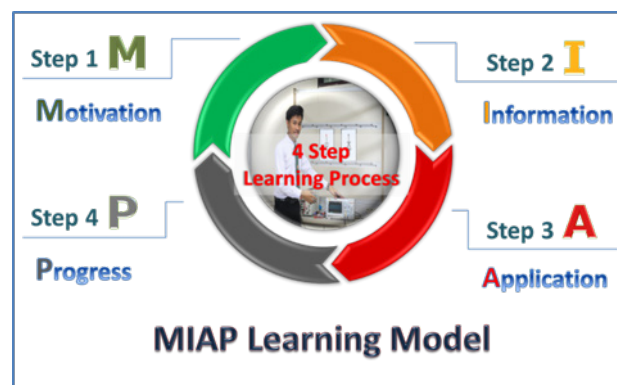 Step 1 M
Motivation
Step 2 I
Information
4 Step
Learning Process
Step 4 P
Progress
Step 3 A
Application
MIAP Learning Model